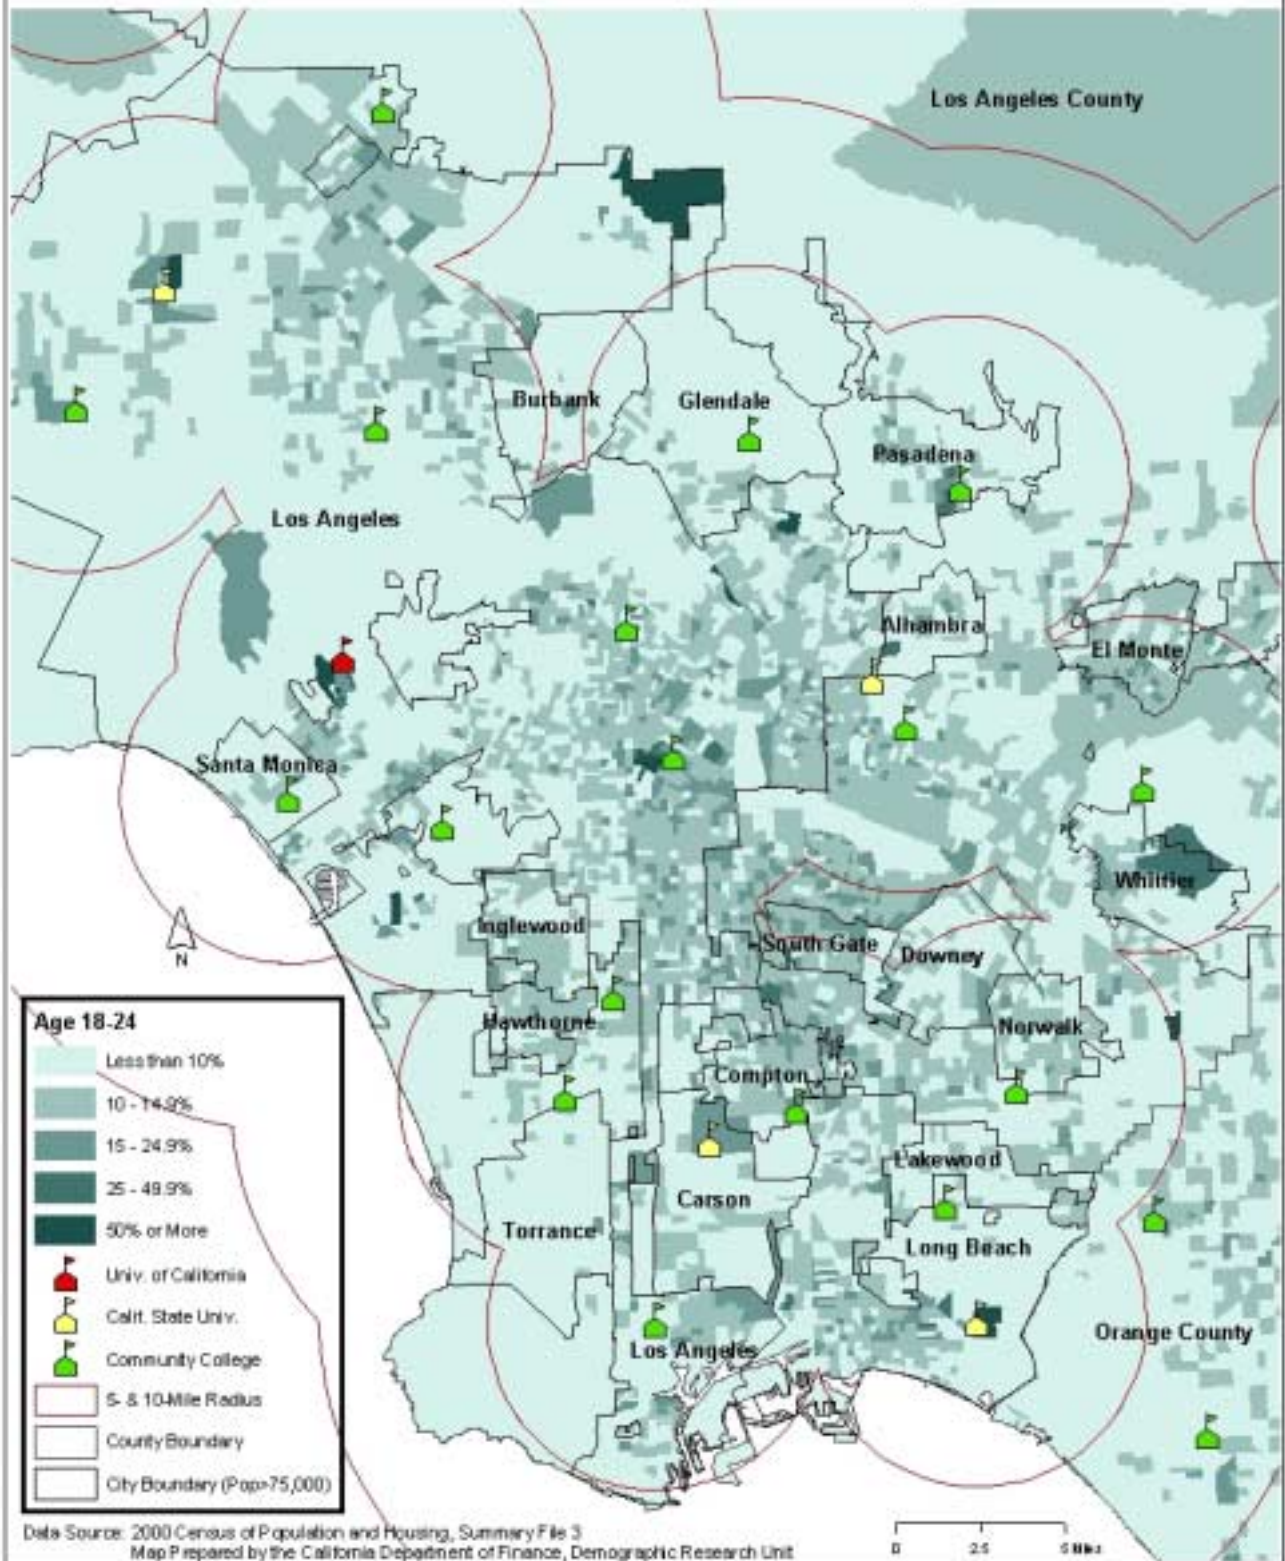 Los Angeles County
Burbank
Glendale
Pasadena
Los Angeles
Alhambra
El Monte
Santa Monica
Whittier
Inglewood
South Gate
Downey
N
Hawthorne
Norwalk
Compton
Lakewood
Carson
Torrance
Long Beach
Orange County
Los Angeles
Age 18-24
Less than 10%
10 - 14.9%
15 - 24.9%
25 - 49.9%
50% or More
Univ. of California
Calif. State Univ.
Community College
5- & 10-Mile Radius
County Boundary
City Boundary (Pop>75,000)
Data Source: 2000 Census of Population and Housing, Summary File 3
Map Prepared by the California Department of Finance, Demographic Research Unit
0 2.5 5 Miles